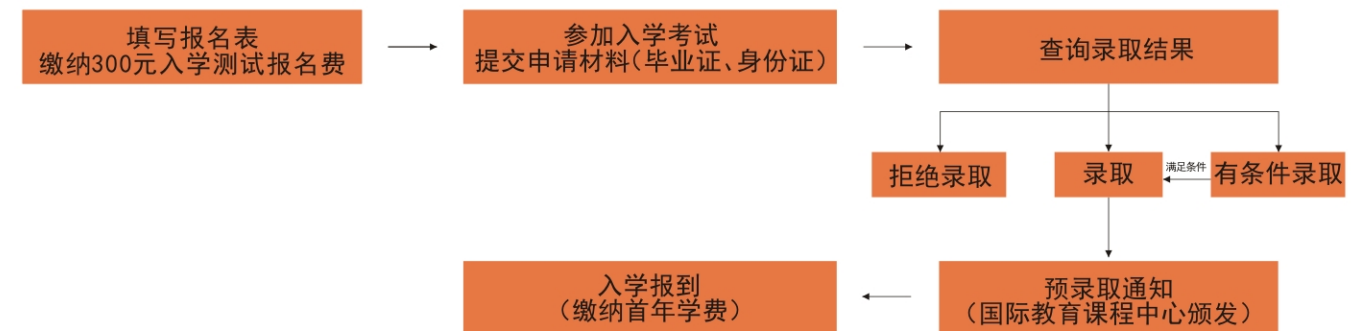 填写报名表
缴纳300元入学测试报名费
参加入学考试
提交申请材料(毕业证、身份证)
查询录取结果
拒绝录取
录取
满足条件
有条件录取
预录取通知
(国际教育课程中心颁发)
入学报到
(缴纳首年学费)